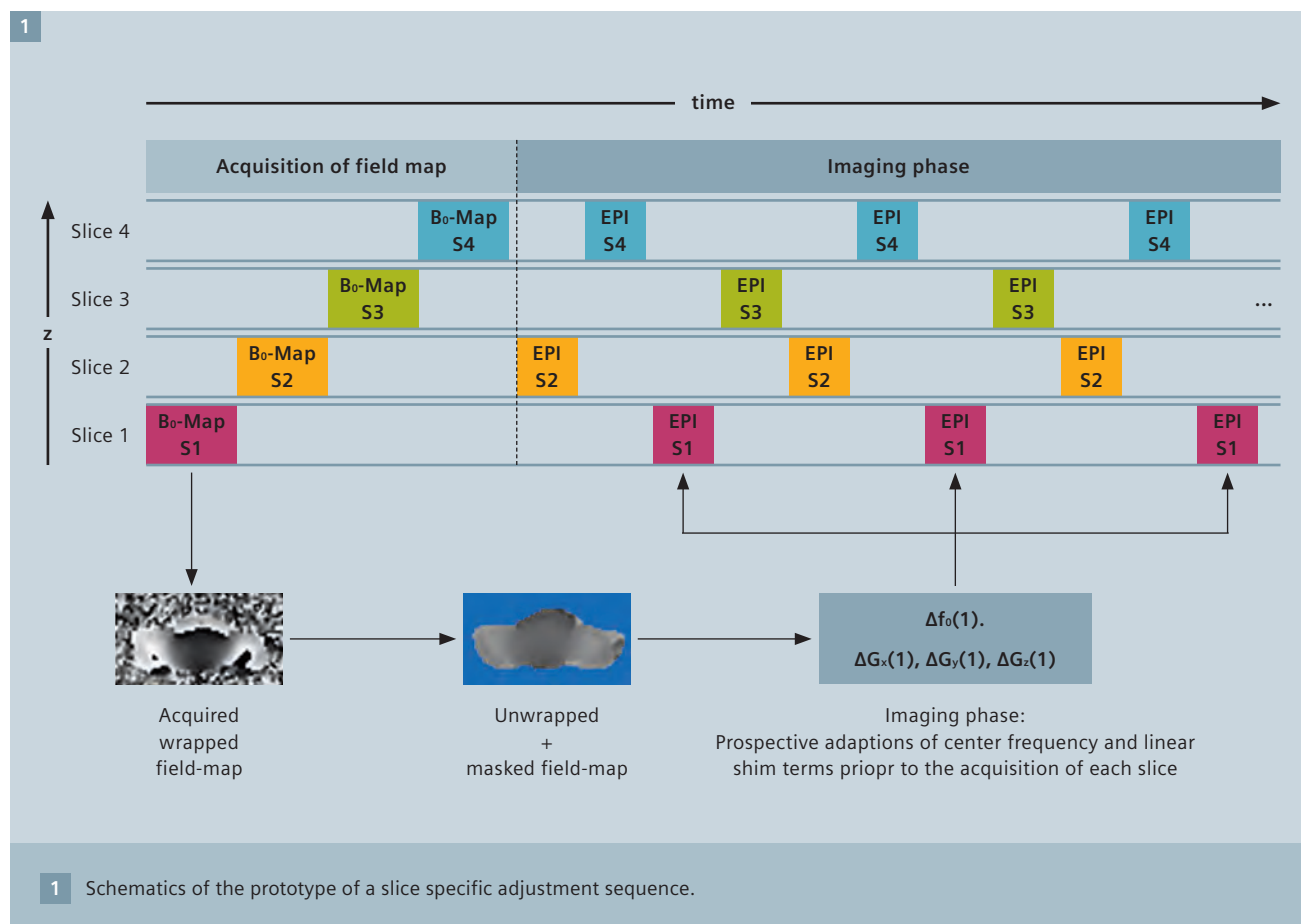 1
time
Acquisition of field map
Imaging phase
Slice 4
B₀-Map
S4
EPI
S4
EPI
S4
EPI
S4
Slice 3
B₀-Map
S3
EPI
S3
EPI
S3
...
z
Slice 2
B₀-Map
S2
EPI
S2
EPI
S2
EPI
S2
Slice 1
B₀-Map
S1
EPI
S1
EPI
S1
EPI
S1
Δf₀(1).
ΔGₓ(1), ΔGᵧ(1), ΔG_z(1)
Acquired
wrapped
field-map
Unwrapped
+
masked field-map
Imaging phase:
Prospective adaptions of center frequency and linear
shim terms priopr to the acquisition of each slice
1 Schematics of the prototype of a slice specific adjustment sequence.